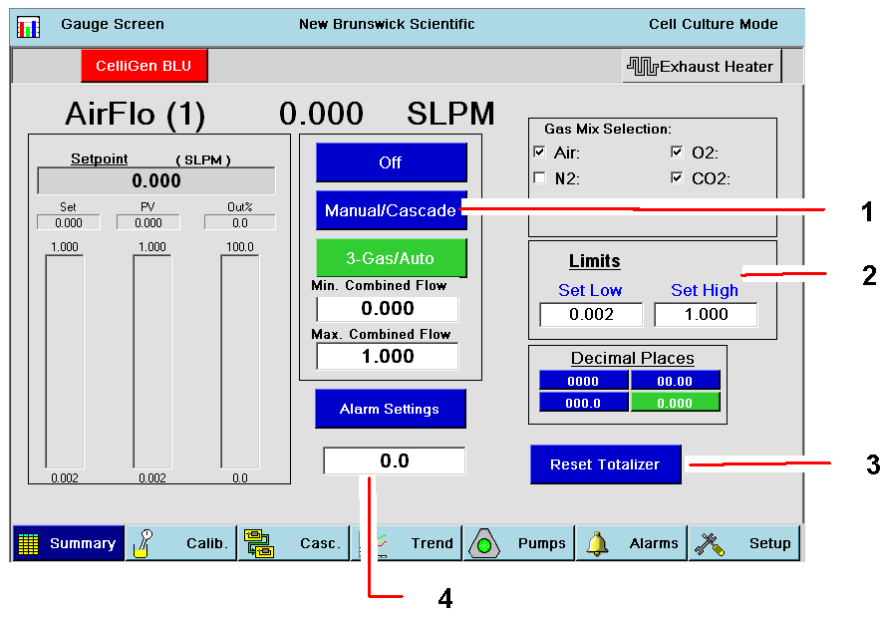 Gauge Screen New Brunswick Scientific Cell Culture Mode
CelliGen BLU Exhaust Heater
AirFlo (1) 0.000 SLPM
Setpoint (SLPM)
0.000
Set PV Out%
0.000 0.000 0.0
1.000 1.000 100.0
0.002 0.002 0.0
Off
Manual/Cascade
3-Gas/Auto
Min. Combined Flow
0.000
Max. Combined Flow
1.000
Alarm Settings
0.0
Gas Mix Selection:
Air: O2:
N2: CO2:
Limits
Set Low Set High
0.002 1.000
Decimal Places
0000 00.00
000.0 0.000
Reset Totalizer
1
2
3
Summary Calib. Casc. Trend Pumps Alarms Setup
4